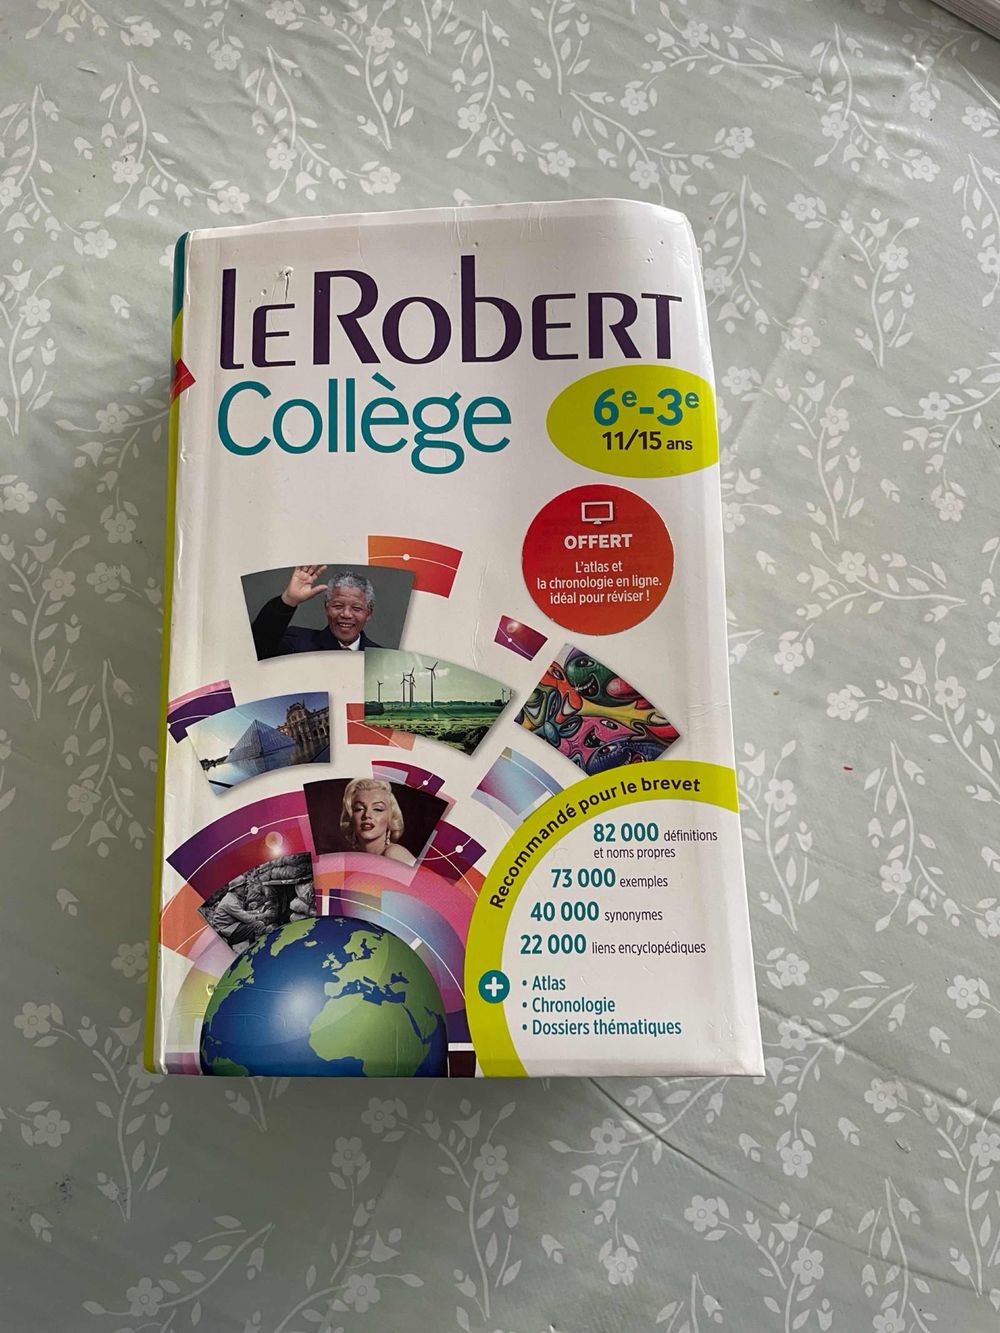 LE ROBERT
Collège
6e-3e
11/15 ans
OFFERT
L'atlas et
la chronologie en ligne.
idéal pour réviser !
Recommandé pour le brevet
82 000 définitions
et noms propres
73 000 exemples
40 000 synonymes
22 000 liens encyclopédiques
+
• Atlas
• Chronologie
• Dossiers thématiques